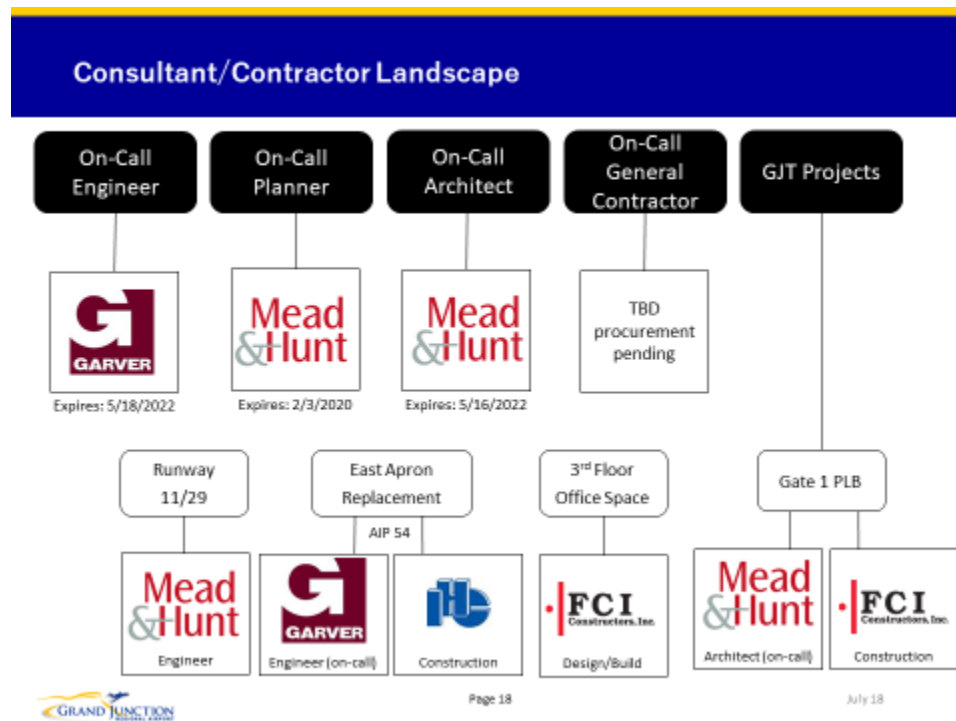 Consultant/Contractor Landscape
On-Call
Engineer
On-Call
Planner
On-Call
Architect
On-Call
General
Contractor
GJT Projects
GARVER
Expires: 5/18/2022
Mead
&Hunt
Expires: 2/3/2020
Mead
&Hunt
Expires: 5/16/2022
TBD
procurement
pending
Runway
11/29
East Apron
Replacement
AIP 54
3rd Floor
Office Space
Gate 1 PLB
Mead
&Hunt
Engineer
GARVER
Engineer (on-call)
Construction
FCI
Constructors, Inc.
Design/Build
Mead
&Hunt
Architect (on-call)
FCI
Constructors, Inc.
Construction
GRAND JUNCTION
REGIONAL AIRPORT
Page 18
July 18